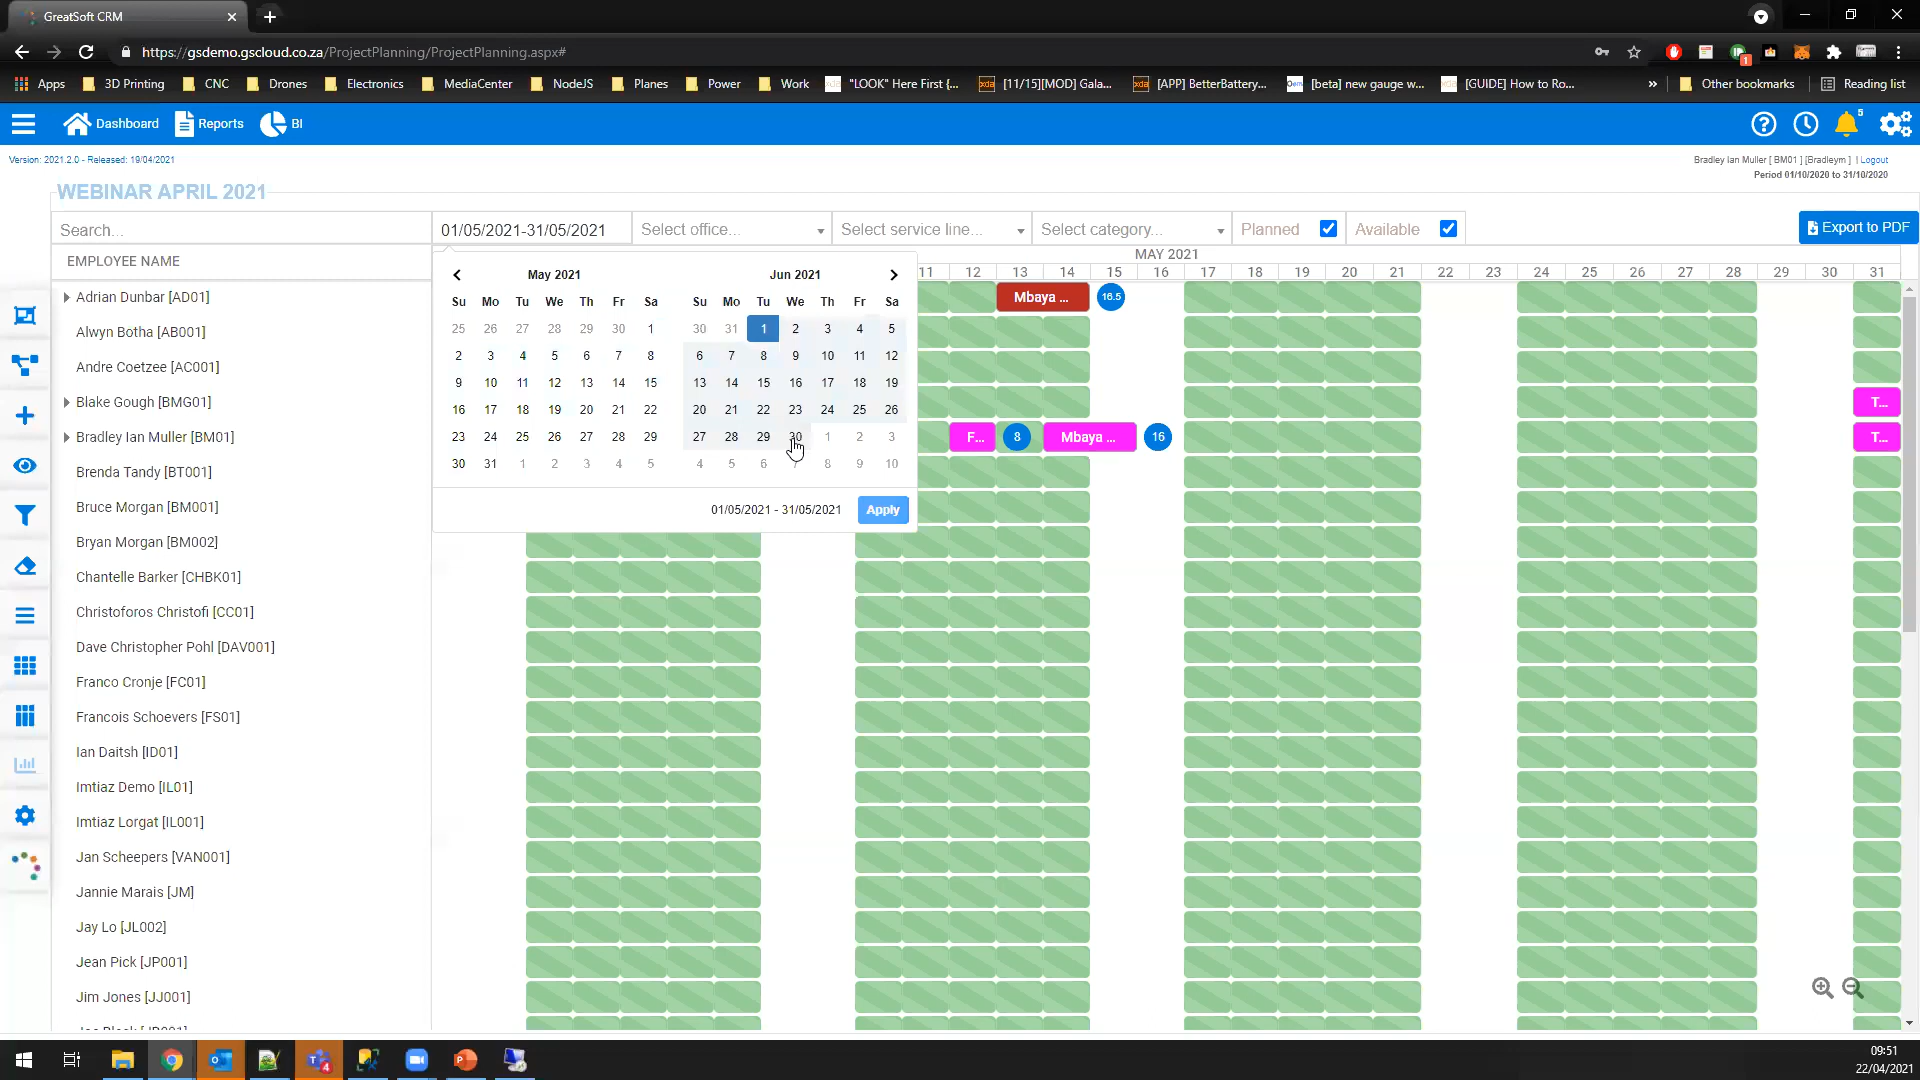 GreatSoft CRM
https://gsdemo.gscloud.co.za/ProjectPlanning/ProjectPlanning.aspx#
1
Apps 3D Printing CNC Drones Electronics MediaCenter NodeJS Planes Power Work "LOOK" Here First {... [11/15][MOD] Gala... [APP] BetterBattery... [beta] new gauge w... [GUIDE] How to Ro... » Other bookmarks Reading list
Dashboard Reports BI
5
Version: 2021.2.0 - Released: 19/04/2021
Bradley Ian Muller [ BM01 ] [Bradleym ] | Logout
Period 01/10/2020 to 31/10/2020
WEBINAR APRIL 2021
Search... 01/05/2021-31/05/2021 Select office... Select service line... Select category... Planned Available Export to PDF
EMPLOYEE NAME
MAY 2021
11 12 13 14 15 16 17 18 19 20 21 22 23 24 25 26 27 28 29 30 31
May 2021 Jun 2021
Su Mo Tu We Th Fr Sa Su Mo Tu We Th Fr Sa
25 26 27 28 29 30 1 30 31 1 2 3 4 5
2 3 4 5 6 7 8 6 7 8 9 10 11 12
9 10 11 12 13 14 15 13 14 15 16 17 18 19
16 17 18 19 20 21 22 20 21 22 23 24 25 26
23 24 25 26 27 28 29 27 28 29 30 1 2 3
30 31 1 2 3 4 5 4 5 6 7 8 9 10
01/05/2021 - 31/05/2021 Apply
Adrian Dunbar [AD01] Mbaya ... 16.5
Alwyn Botha [AB001]
Andre Coetzee [AC001]
Blake Gough [BMG01] T...
Bradley Ian Muller [BM01] F... 8 Mbaya ... 16 T...
Brenda Tandy [BT001]
Bruce Morgan [BM001]
Bryan Morgan [BM002]
Chantelle Barker [CHBK01]
Christoforos Christofi [CC01]
Dave Christopher Pohl [DAV001]
Franco Cronje [FC01]
Francois Schoevers [FS01]
Ian Daitsh [ID01]
Imtiaz Demo [IL01]
Imtiaz Lorgat [IL001]
Jan Scheepers [VAN001]
Jannie Marais [JM]
Jay Lo [JL002]
Jean Pick [JP001]
Jim Jones [JJ001]
4
09:51
22/04/2021